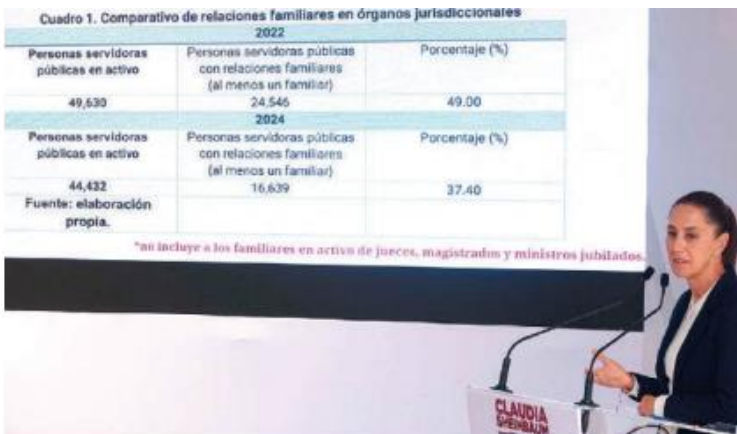 Cuadro 1. Comparativo de relaciones familiares en órganos jurisdiccionales
2022
Personas servidoras públicas en activo
Personas servidoras públicas con relaciones familiares (al menos un familiar)
Porcentaje (%)
49,630
24,546
49.00
2024
Personas servidoras públicas en activo
Personas servidoras públicas con relaciones familiares (al menos un familiar)
Porcentaje (%)
44,432
16,639
37.40
Fuente: elaboración propia.
*no incluye a los familiares en activo de jueces, magistrados y ministros jubilados.
CLAUDIA
SHEINBAUM